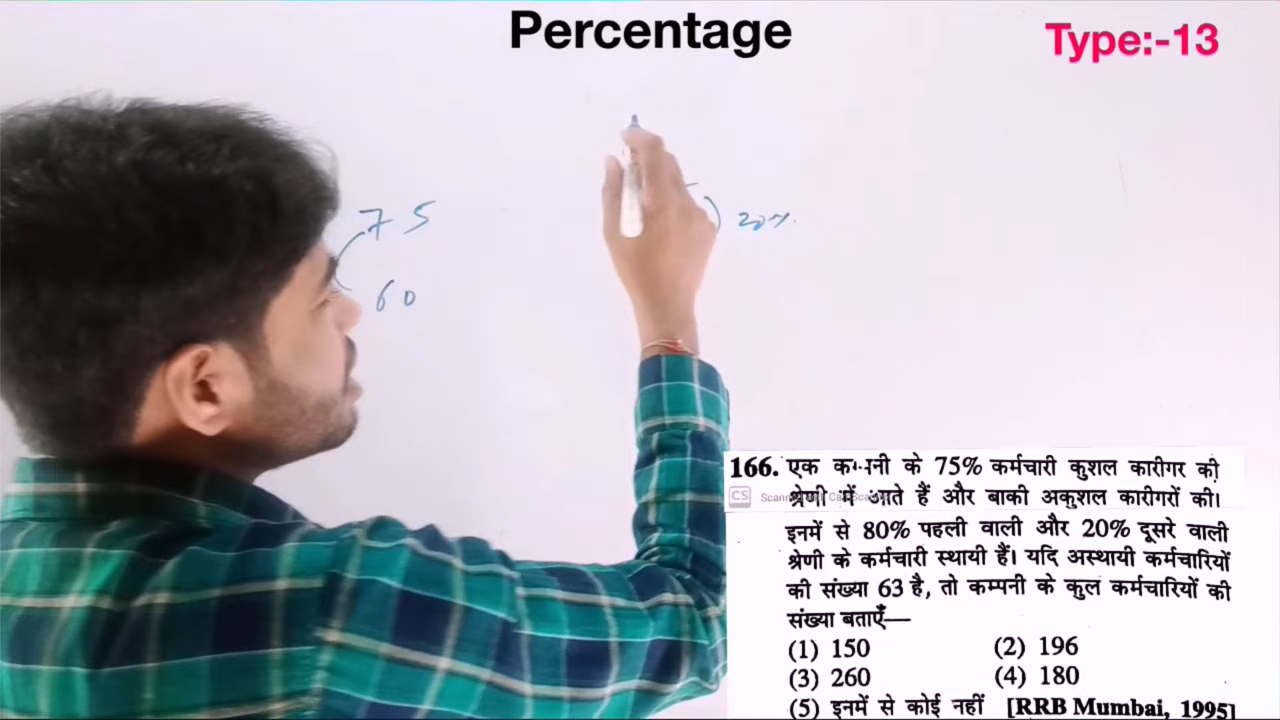 Percentage
Type:-13
75
20%
60
166. एक कम्पनी के 75% कर्मचारी कुशल कारीगर की
CS
श्रेणी में आते हैं और बाकी अकुशल कारीगरों की।
इनमें से 80% पहली वाली और 20% दूसरे वाली
श्रेणी के कर्मचारी स्थायी हैं। यदि अस्थायी कर्मचारियों
की संख्या 63 है, तो कम्पनी के कुल कर्मचारियों की
संख्या बताएँ—
(1) 150 (2) 196
(3) 260 (4) 180
(5) इनमें से कोई नहीं [RRB Mumbai, 1995]